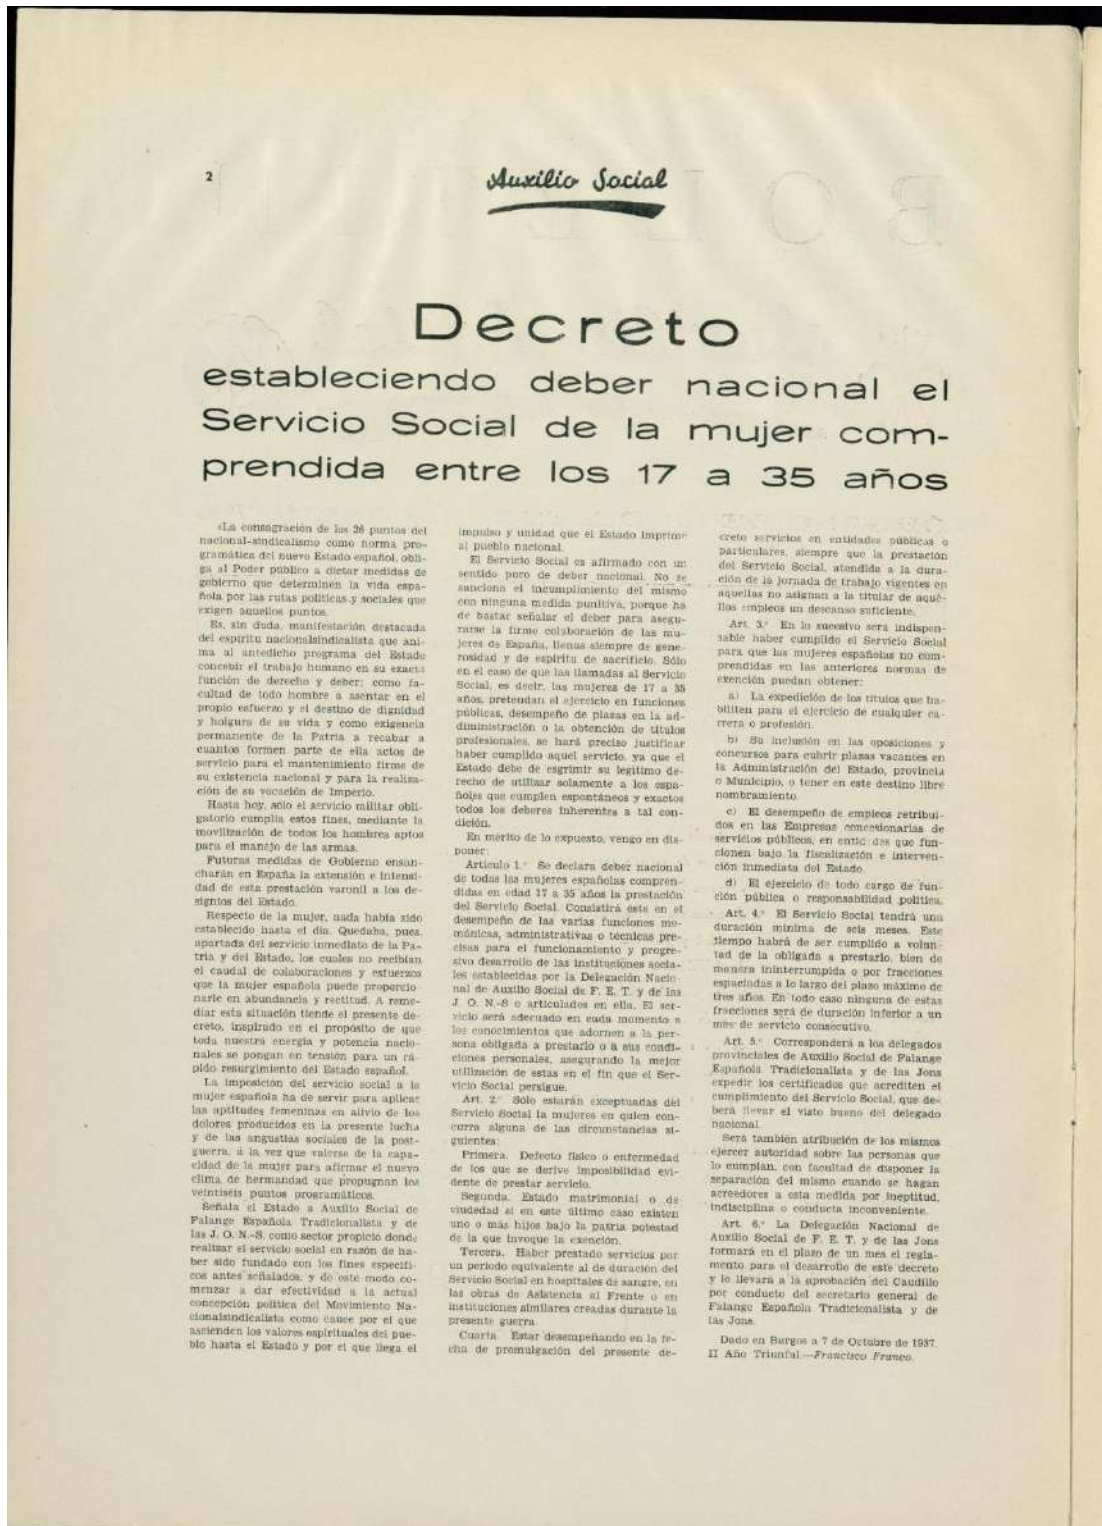 2
Auxilio Social
Decreto
estableciendo deber nacional el
Servicio Social de la mujer com-
prendida entre los 17 a 35 años
«La consagración de los 26 puntos del
nacional-sindicalismo como norma pro-
gramática del nuevo Estado español, obli-
ga al Poder público a dictar medidas de
gobierno que determinen la vida espa-
ñola por las rutas políticas y sociales que
exigen aquellos puntos.
Es, sin duda, manifestación destacada
del espíritu nacionalsindicalista que ani-
ma al antedicho programa del Estado
concebir el trabajo humano en su exacta
función de derecho y deber; como fa-
cultad de todo hombre a asentar en el
propio esfuerzo y el destino de dignidad
y holgura de su vida y como exigencia
permanente de la Patria a recabar a
cuantos formen parte de ella actos de
servicio para el mantenimiento firme de
su existencia nacional y para la realiza-
ción de su vocación de Imperio.
Hasta hoy, sólo el servicio militar obli-
gatorio cumplía estos fines, mediante la
movilización de todos los hombres aptos
para el manejo de las armas.
Futuras medidas de Gobierno ensan-
charán en España la extensión e intensi-
dad de esta prestación varonil a los de-
signios del Estado.
Respecto de la mujer, nada había sido
establecido hasta el día. Quedaba, pues,
apartada del servicio inmediato de la Pa-
tria y del Estado, los cuales no recibían
el caudal de colaboraciones y esfuerzos
que la mujer española puede proporcio-
narle en abundancia y rectitud. A reme-
diar esta situación tiende el presente de-
creto, inspirado en el propósito de que
toda nuestra energía y potencia nacio-
nales se pongan en tensión para un rá-
pido resurgimiento del Estado español.
La imposición del servicio social a la
mujer española ha de servir para aplicar
las aptitudes femeninas en alivio de los
dolores producidos en la presente lucha
y de las angustias sociales de la post-
guerra, a la vez que valerse de la capa-
cidad de la mujer para afirmar el nuevo
clima de hermandad que propugnan los
veintiséis puntos programáticos.
Señala el Estado a Auxilio Social de
Falange Española Tradicionalista y de
las J. O. N.-S. como sector propicio donde
realizar el servicio social en razón de ha-
ber sido fundado con los fines específi-
cos antes señalados, y de este modo co-
menzar a dar efectividad a la actual
concepción política del Movimiento Na-
cionalsindicalista como cauce por el que
ascienden los valores espirituales del pue-
blo hasta el Estado y por el que llega el
impulso y unidad que el Estado imprime
al pueblo nacional.
El Servicio Social es afirmado con un
sentido puro de deber nacional. No se
sanciona el incumplimiento del mismo
con ninguna medida punitiva, porque ha
de bastar señalar el deber para asegu-
rarse la firme colaboración de las mu-
jeres de España, llenas siempre de gene-
rosidad y de espíritu de sacrificio. Sólo
en el caso de que las llamadas al Servicio
Social, es decir, las mujeres de 17 a 35
años, pretendan el ejercicio en funciones
públicas, desempeño de plazas en la ad-
diministración o la obtención de títulos
profesionales, se hará preciso justificar
haber cumplido aquel servicio, ya que el
Estado debe de esgrimir su legítimo de-
recho de utilizar solamente a los espa-
ñoles que cumplen espontáneos y exactos
todos los deberes inherentes a tal con-
dición.
En mérito de lo expuesto, vengo en dis-
poner:
Artículo 1.º Se declara deber nacional
de todas las mujeres españolas compren-
didas en edad 17 a 35 años la prestación
del Servicio Social. Consistirá éste en el
desempeño de las varias funciones me-
cánicas, administrativas o técnicas pre-
cisas para el funcionamiento y progre-
sivo desarrollo de las instituciones socia-
les establecidas por la Delegación Nacio-
nal de Auxilio Social de F. E. T. y de las
J. O. N.-S o articulados en ella. El ser-
vicio será adecuado en cada momento a
los conocimientos que adornen a la per-
sona obligada a prestarlo o a sus condi-
ciones personales, asegurando la mejor
utilización de estas en el fin que el Ser-
vicio Social persigue.
Art. 2.º Sólo estarán exceptuadas del
Servicio Social la mujeres en quien con-
curra alguna de las circunstancias si-
guientes:
Primera. Defecto físico o enfermedad
de los que se derive imposibilidad evi-
dente de prestar servicio.
Segunda. Estado matrimonial o de
viudedad si en este último caso existen
uno o más hijos bajo la patria potestad
de la que invoque la exención.
Tercera. Haber prestado servicios por
un período equivalente al de duración del
Servicio Social en hospitales de sangre, en
las obras de Asistencia al Frente o en
instituciones similares creadas durante la
presente guerra.
Cuarta. Estar desempeñando en la fe-
cha de promulgación del presente de-
creto servicios en entidades públicas o
particulares, siempre que la prestación
del Servicio Social, atendida a la dura-
ción de la jornada de trabajo vigentes en
aquellas no asignan a la titular de aqué-
llos empleos un descanso suficiente.
Art. 3.º En lo sucesivo será indispen-
sable haber cumplido el Servicio Social
para que las mujeres españolas no com-
prendidas en las anteriores normas de
exención puedan obtener:
a) La expedición de los títulos que ha-
biliten para el ejercicio de cualquier ca-
rrera o profesión.
b) Su inclusión en las oposiciones y
concursos para cubrir plazas vacantes en
la Administración del Estado, provincia
o Municipio, o tener en este destino libre
nombramiento.
c) El desempeño de empleos retribuí-
dos en las Empresas concesionarias de
servicios públicos, en entidades que fun-
cionen bajo la fiscalización e interven-
ción inmediata del Estado.
d) El ejercicio de todo cargo de fun-
ción pública o responsabilidad política.
Art. 4.º El Servicio Social tendrá una
duración mínima de seis meses. Este
tiempo habrá de ser cumplido a volun-
tad de la obligada a prestarlo, bien de
manera ininterrumpida o por fracciones
espaciadas a lo largo del plazo máximo de
tres años. En todo caso ninguna de estas
fracciones será de duración inferior a un
mes de servicio consecutivo.
Art. 5.º Corresponderá a los delegados
provinciales de Auxilio Social de Falange
Española Tradicionalista y de las Jons
expedir los certificados que acrediten el
cumplimiento del Servicio Social, que de-
berá llevar el visto bueno del delegado
nacional.
Será también atribución de los mismos
ejercer autoridad sobre las personas que
lo cumplan, con facultad de disponer la
separación del mismo cuando se hagan
acreedores a esta medida por ineptitud,
indisciplina o conducta inconveniente.
Art. 6.º La Delegación Nacional de
Auxilio Social de F. E. T. y de las Jons
formará en el plazo de un mes el regla-
mento para el desarrollo de este decreto
y lo llevará a la aprobación del Caudillo
por conducto del secretario general de
Falange Española Tradicionalista y de
las Jons.
Dado en Burgos a 7 de Octubre de 1937.
II Año Triunfal.—Francisco Franco.